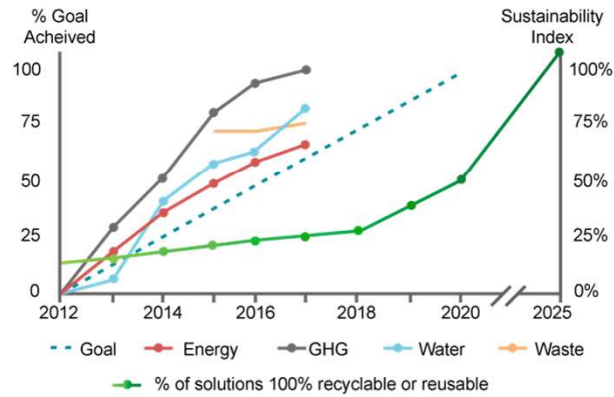 % Goal
Acheived
Sustainability
Index
100
100%
75
75%
50
50%
25
25%
0
0%
2012
2014
2016
2018
2020
2025
Goal
Energy
GHG
Water
Waste
% of solutions 100% recyclable or reusable